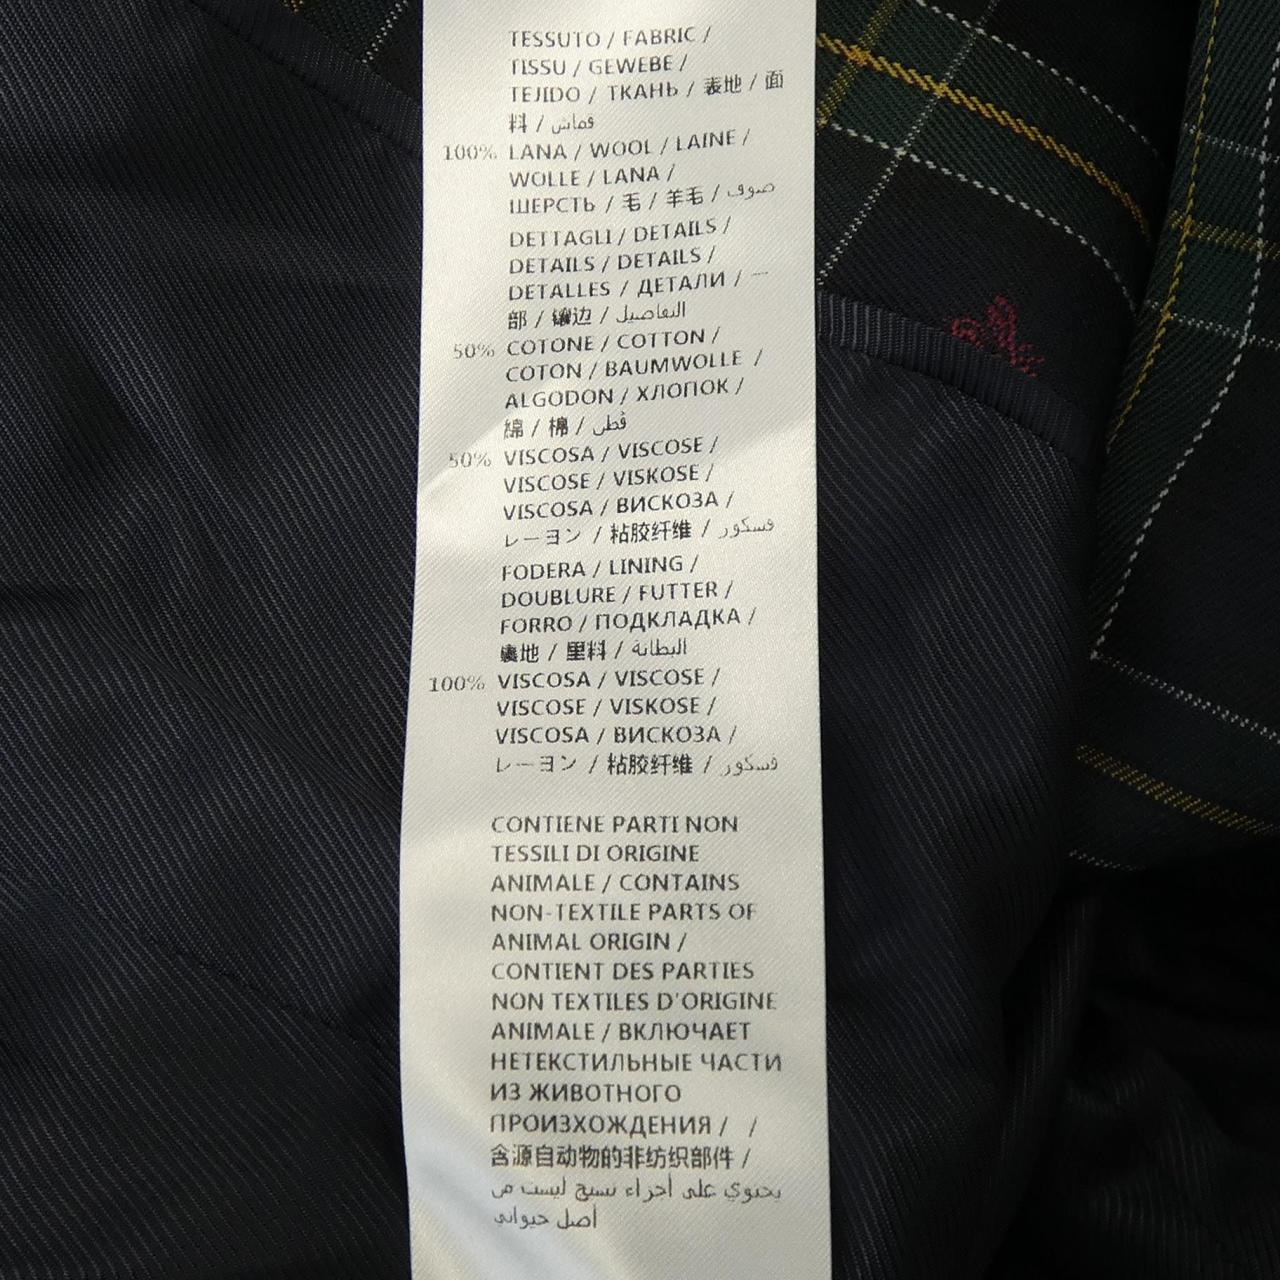 TESSUTO / FABRIC /
TISSU / GEWEBE /
TEJIDO / ТКАНЬ / 表地 / 面
料 / قماش
100% LANA / WOOL / LAINE /
WOLLE / LANA /
ШЕРСТЬ / 毛 / 羊毛 / صوف
DETTAGLI / DETAILS /
DETAILS / DETAILS /
DETALLES / ДЕТАЛИ / 一
部 / 镶边 / التفاصيل
50% COTONE / COTTON /
COTON / BAUMWOLLE /
ALGODON / ХЛОПОК /
綿 / 棉 / قطن
50% VISCOSA / VISCOSE /
VISCOSE / VISKOSE /
VISCOSA / ВИСКОЗА /
レーヨン / 粘胶纤维 / فسكور
FODERA / LINING /
DOUBLURE / FUTTER /
FORRO / ПОДКЛАДКА /
裏地 / 里料 / البطانة
100% VISCOSA / VISCOSE /
VISCOSE / VISKOSE /
VISCOSA / ВИСКОЗА /
レーヨン / 粘胶纤维 / فسكور
CONTIENE PARTI NON
TESSILI DI ORIGINE
ANIMALE / CONTAINS
NON-TEXTILE PARTS OF
ANIMAL ORIGIN /
CONTIENT DES PARTIES
NON TEXTILES D'ORIGINE
ANIMALE / ВКЛЮЧАЕТ
НЕТЕКСТИЛЬНЫЕ ЧАСТИ
ИЗ ЖИВОТНОГО
ПРОИЗХОЖДЕНИЯ / /
含源自动物的非纺织部件 /
يحتوي على أجزاء نسيج ليست من
أصل حيواني